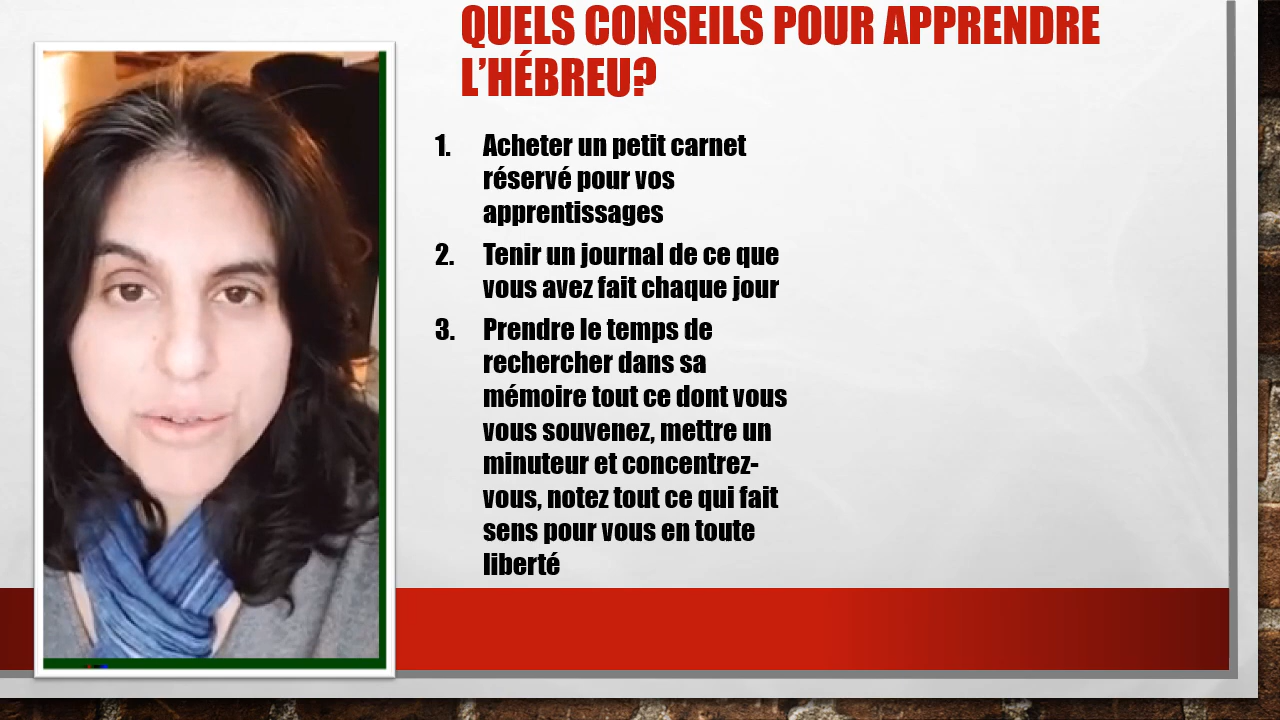 QUELS CONSEILS POUR APPRENDRE
L’HÉBREU?
1. Acheter un petit carnet
réservé pour vos
apprentissages
2. Tenir un journal de ce que
vous avez fait chaque jour
3. Prendre le temps de
rechercher dans sa
mémoire tout ce dont vous
vous souvenez, mettre un
minuteur et concentrez-
vous, notez tout ce qui fait
sens pour vous en toute
liberté